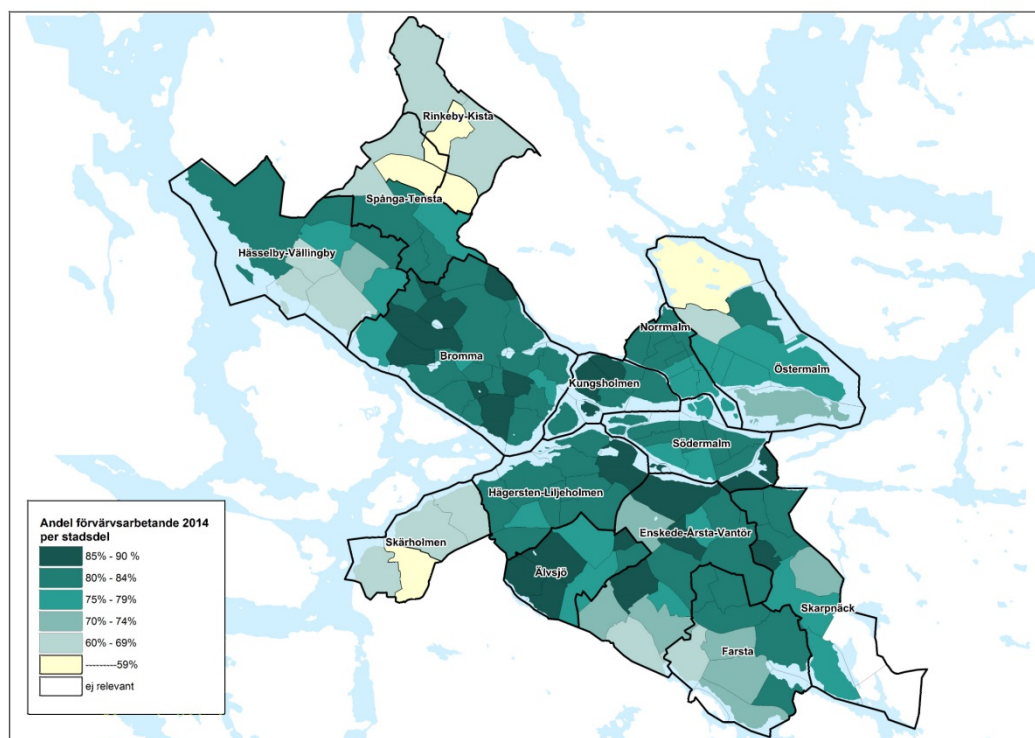 Rinkeby-Kista
Spånga-Tensta
Hässelby-Vällingby
Bromma
Norrmalm
Östermalm
Kungsholmen
Södermalm
Hägersten-Liljeholmen
Enskede-Årsta-Vantör
Skärholmen
Älvsjö
Skarpnäck
Farsta
Andel förvärvsarbetande 2014
per stadsdel
85% - 90 %
80% - 84%
75% - 79%
70% - 74%
60% - 69%
---------59%
ej relevant